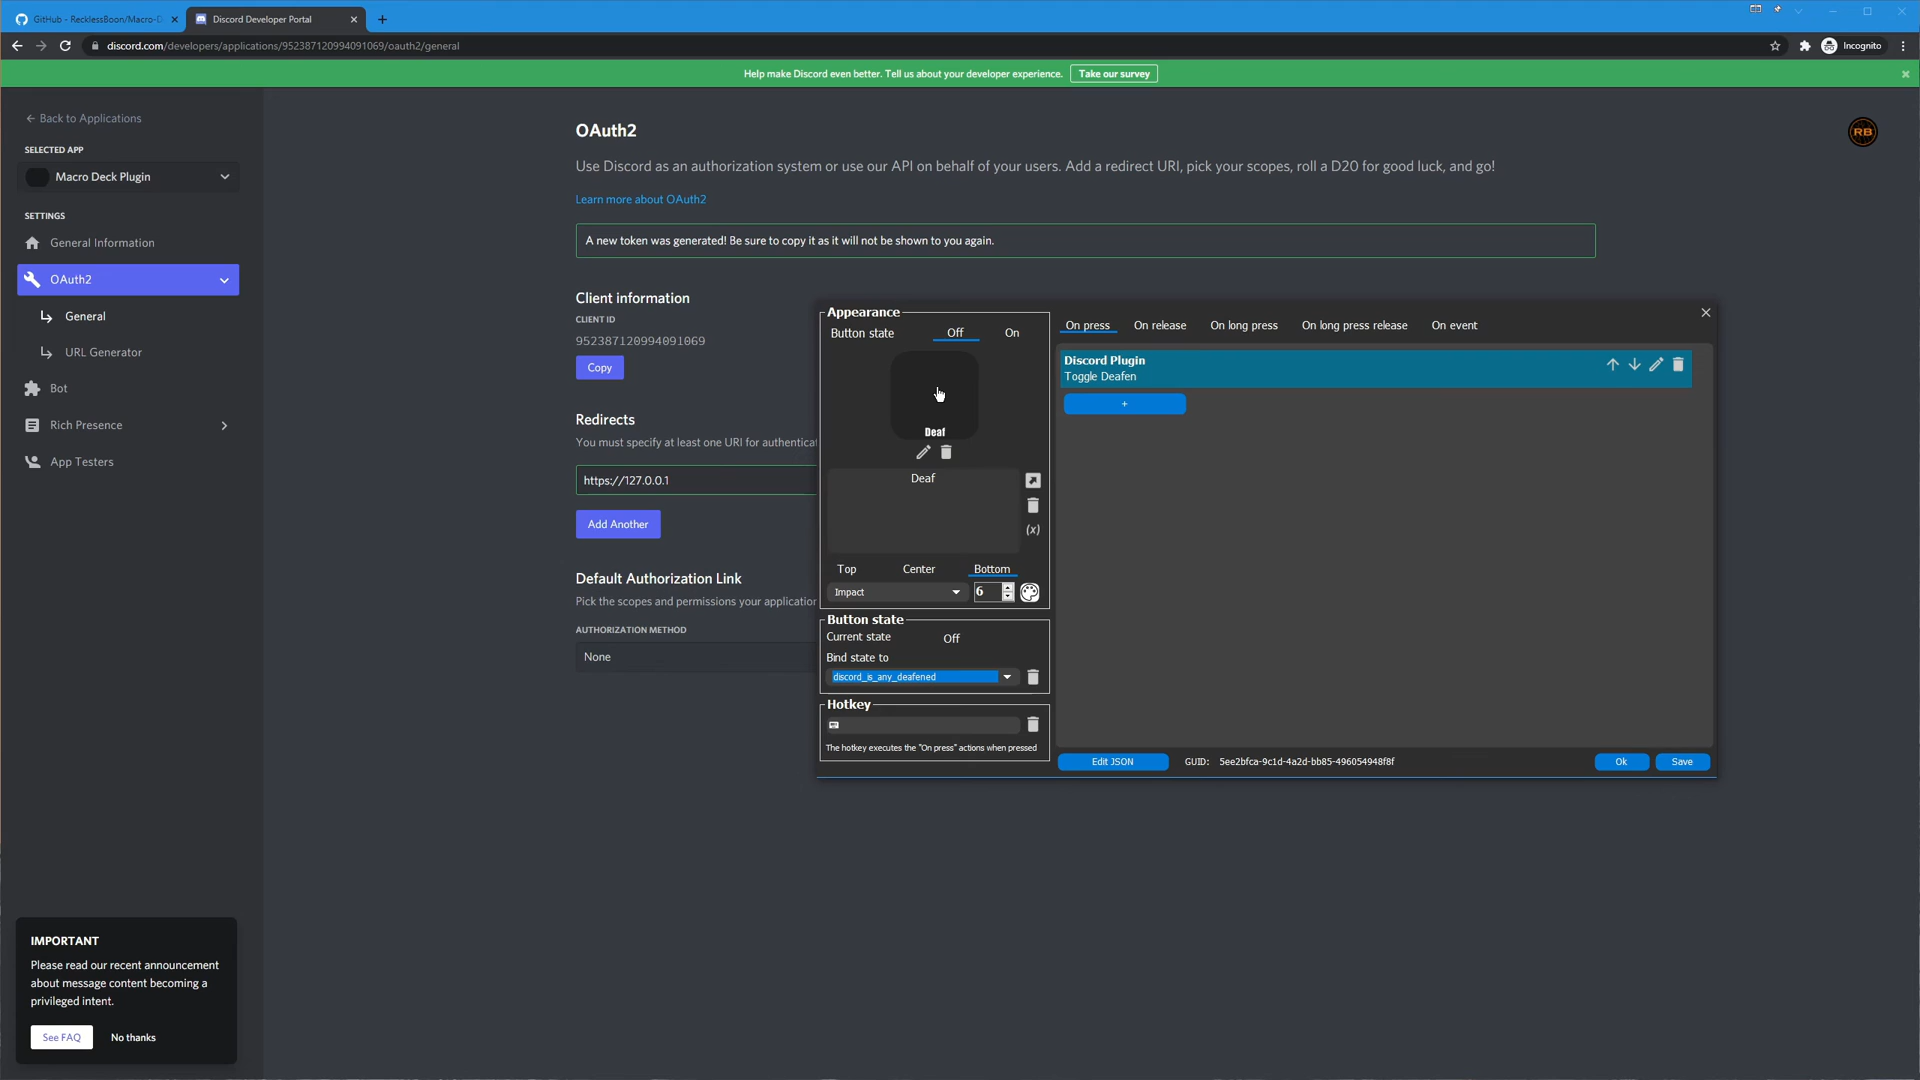 GitHub - RecklessBoon/Macro-D
Discord Developer Portal
discord.com/developers/applications/952387120994091069/oauth2/general
Incognito
Help make Discord even better. Tell us about your developer experience.
Take our survey
← Back to Applications
SELECTED APP
Macro Deck Plugin
SETTINGS
General Information
OAuth2
General
URL Generator
Bot
Rich Presence
App Testers
IMPORTANT
Please read our recent announcement
about message content becoming a
privileged intent.
See FAQ
No thanks
RB
OAuth2
Use Discord as an authorization system or use our API on behalf of your users. Add a redirect URI, pick your scopes, roll a D20 for good luck, and go!
Learn more about OAuth2
A new token was generated! Be sure to copy it as it will not be shown to you again.
Client information
CLIENT ID
952387120994091069
Copy
Redirects
You must specify at least one URI for authenticat
https://127.0.0.1
Add Another
Default Authorization Link
Pick the scopes and permissions your applicatio
AUTHORIZATION METHOD
None
Appearance
Button state
Off
On
Deaf
Deaf
(x)
Top
Center
Bottom
Impact
6
Button state
Current state
Off
Bind state to
discord_is_any_deafened
Hotkey
The hotkey executes the "On press" actions when pressed
On press
On release
On long press
On long press release
On event
Discord Plugin
Toggle Deafen
+
Edit JSON
GUID: 5ee2bfca-9c1d-4a2d-bb85-496054948f8f
Ok
Save